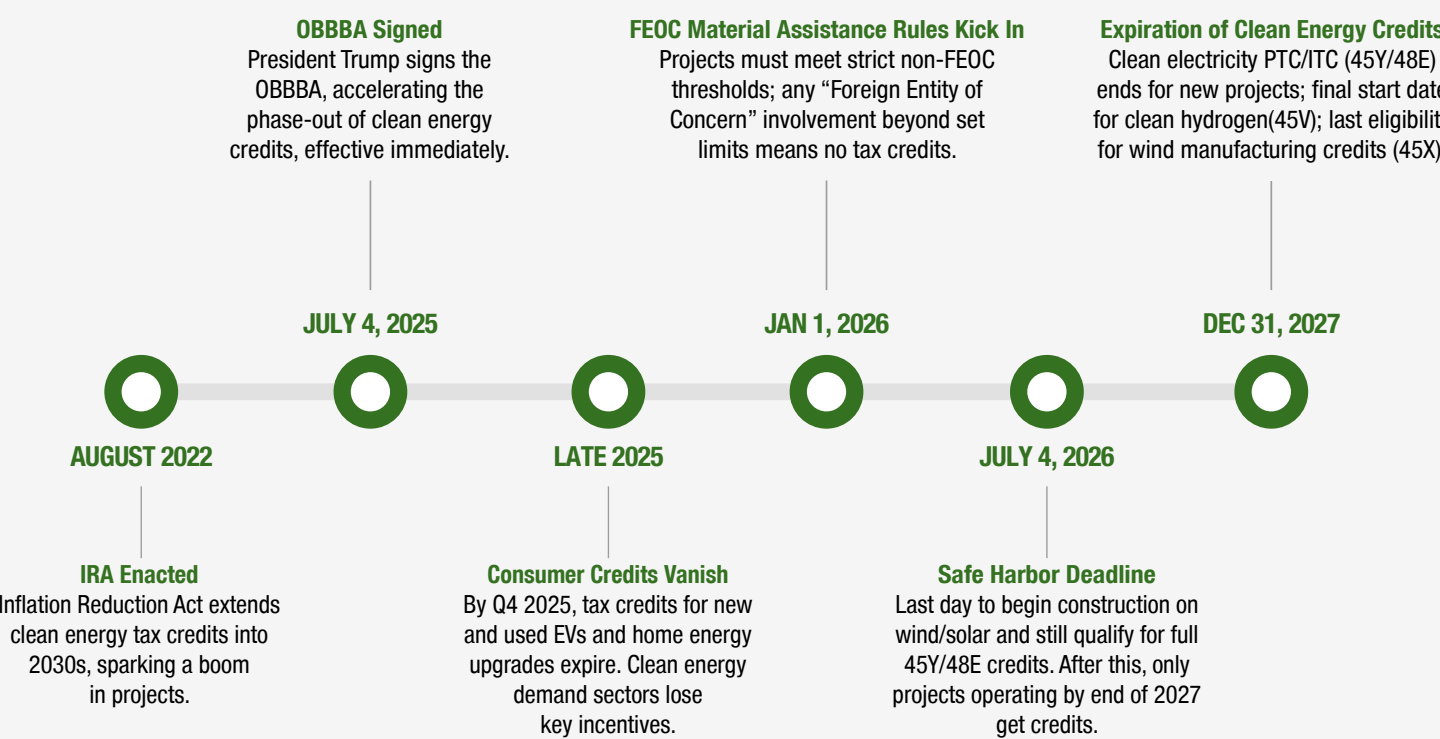 OBBBA Signed
President Trump signs the
OBBBA, accelerating the
phase-out of clean energy
credits, effective immediately.
FEOC Material Assistance Rules Kick In
Projects must meet strict non-FEOC
thresholds; any “Foreign Entity of
Concern” involvement beyond set
limits means no tax credits.
Expiration of Clean Energy Credits
Clean electricity PTC/ITC (45Y/48E)
ends for new projects; final start date
for clean hydrogen(45V); last eligibilit
for wind manufacturing credits (45X)
JULY 4, 2025
JAN 1, 2026
DEC 31, 2027
AUGUST 2022
LATE 2025
JULY 4, 2026
IRA Enacted
Inflation Reduction Act extends
clean energy tax credits into
2030s, sparking a boom
in projects.
Consumer Credits Vanish
By Q4 2025, tax credits for new
and used EVs and home energy
upgrades expire. Clean energy
demand sectors lose
key incentives.
Safe Harbor Deadline
Last day to begin construction on
wind/solar and still qualify for full
45Y/48E credits. After this, only
projects operating by end of 2027
get credits.